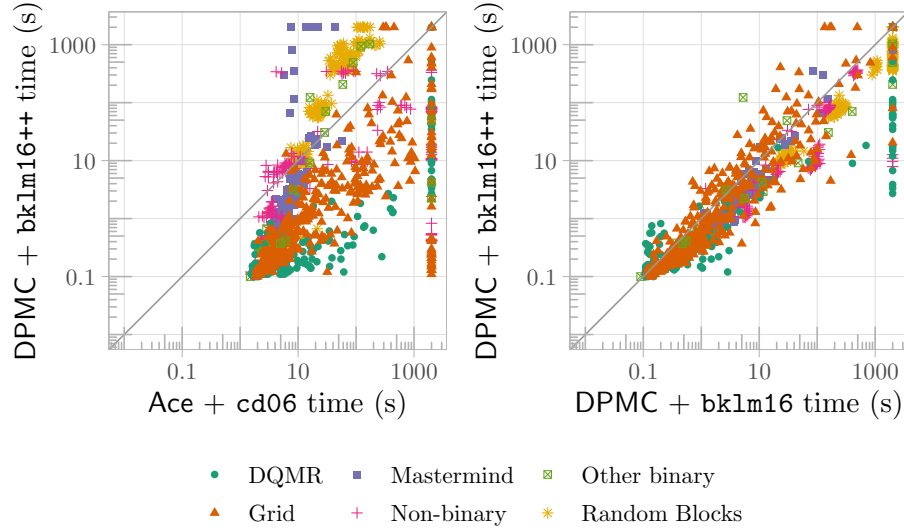 DPMC + bklm16++ time (s)
1000
10
0.1
0.1
10
1000
Ace + cd06 time (s)
DPMC + bklm16++ time (s)
1000
10
0.1
0.1
10
1000
DPMC + bklm16 time (s)
DQMR
Mastermind
Other binary
Grid
Non-binary
Random Blocks